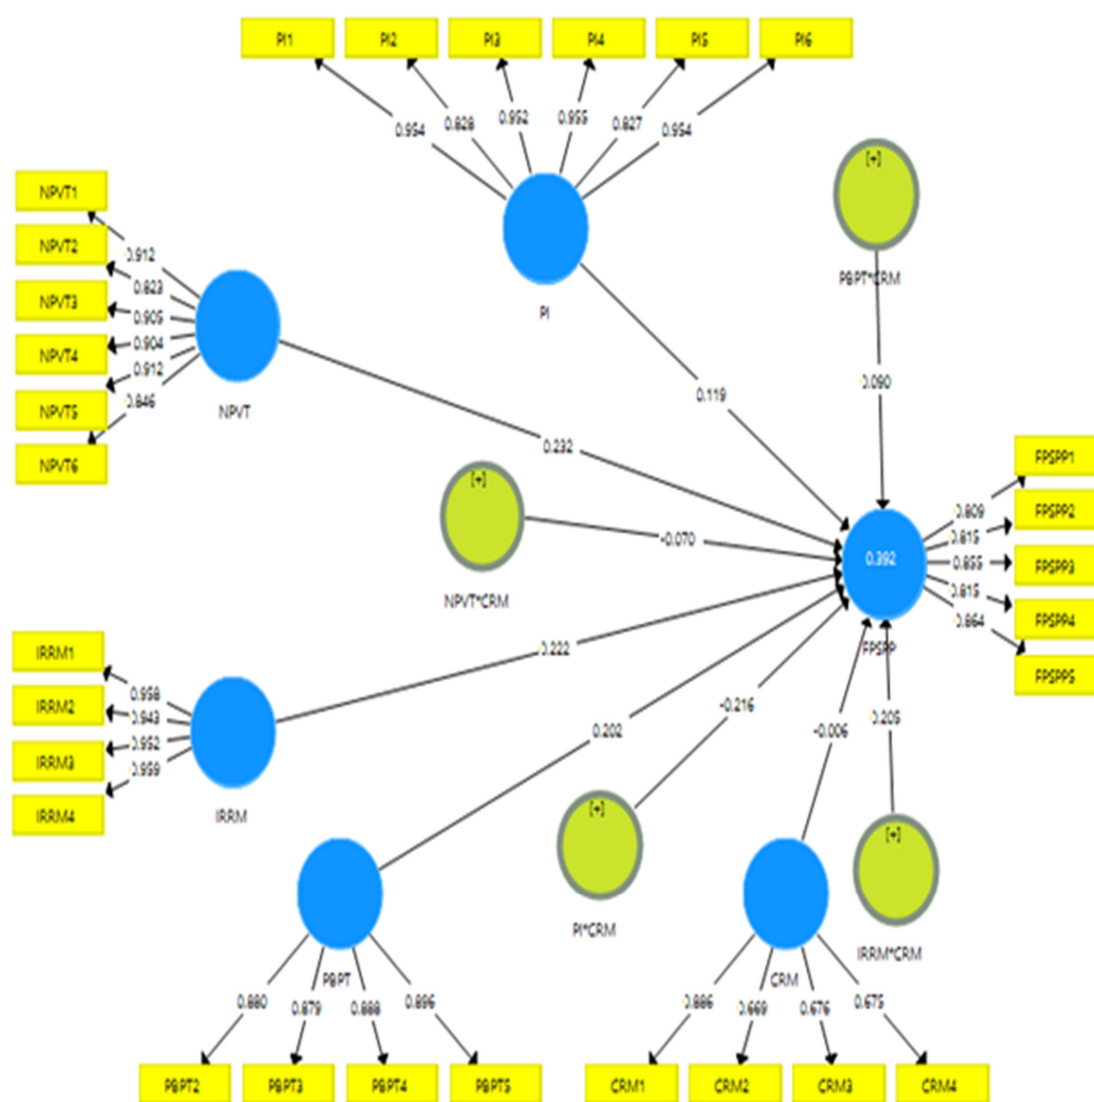 PI1 PI2 PI3 PI4 PI5 PI6
0.954 0.828 0.952 0.955 0.827 0.954
[+]
PBPT*CRM
PI
NPVT1
NPVT2
NPVT3
NPVT4
NPVT5
NPVT6
0.912
0.823
0.905
0.904
0.912
0.846
NPVT
0.119
0.090
0.232
[+]
NPVT*CRM
-0.070
0.392
FPSPP
0.809
0.815
0.855
0.815
0.864
FPSPP1
FPSPP2
FPSPP3
FPSPP4
FPSPP5
IRRM1
IRRM2
IRRM3
IRRM4
0.958
0.943
0.952
0.959
IRRM
0.222
0.202
-0.216
-0.006
0.205
[+]
PI*CRM
[+]
IRRM*CRM
PBPT
CRM
0.880 0.879 0.888 0.896
0.886 0.669 0.676 0.675
PBPT2 PBPT3 PBPT4 PBPT5
CRM1 CRM2 CRM3 CRM4